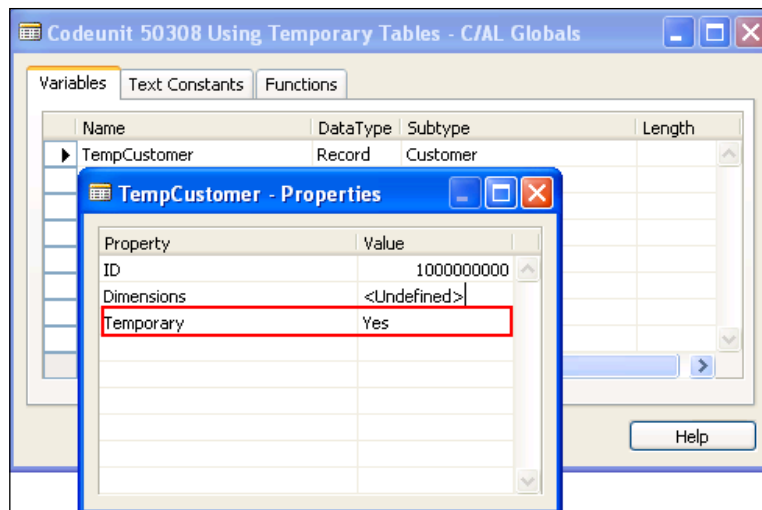 Codeunit 50308 Using Temporary Tables - C/AL Globals
Variables Text Constants Functions
Name DataType Subtype Length
TempCustomer Record Customer
TempCustomer - Properties
Property Value
ID 1000000000
Dimensions <Undefined>
Temporary Yes
Help